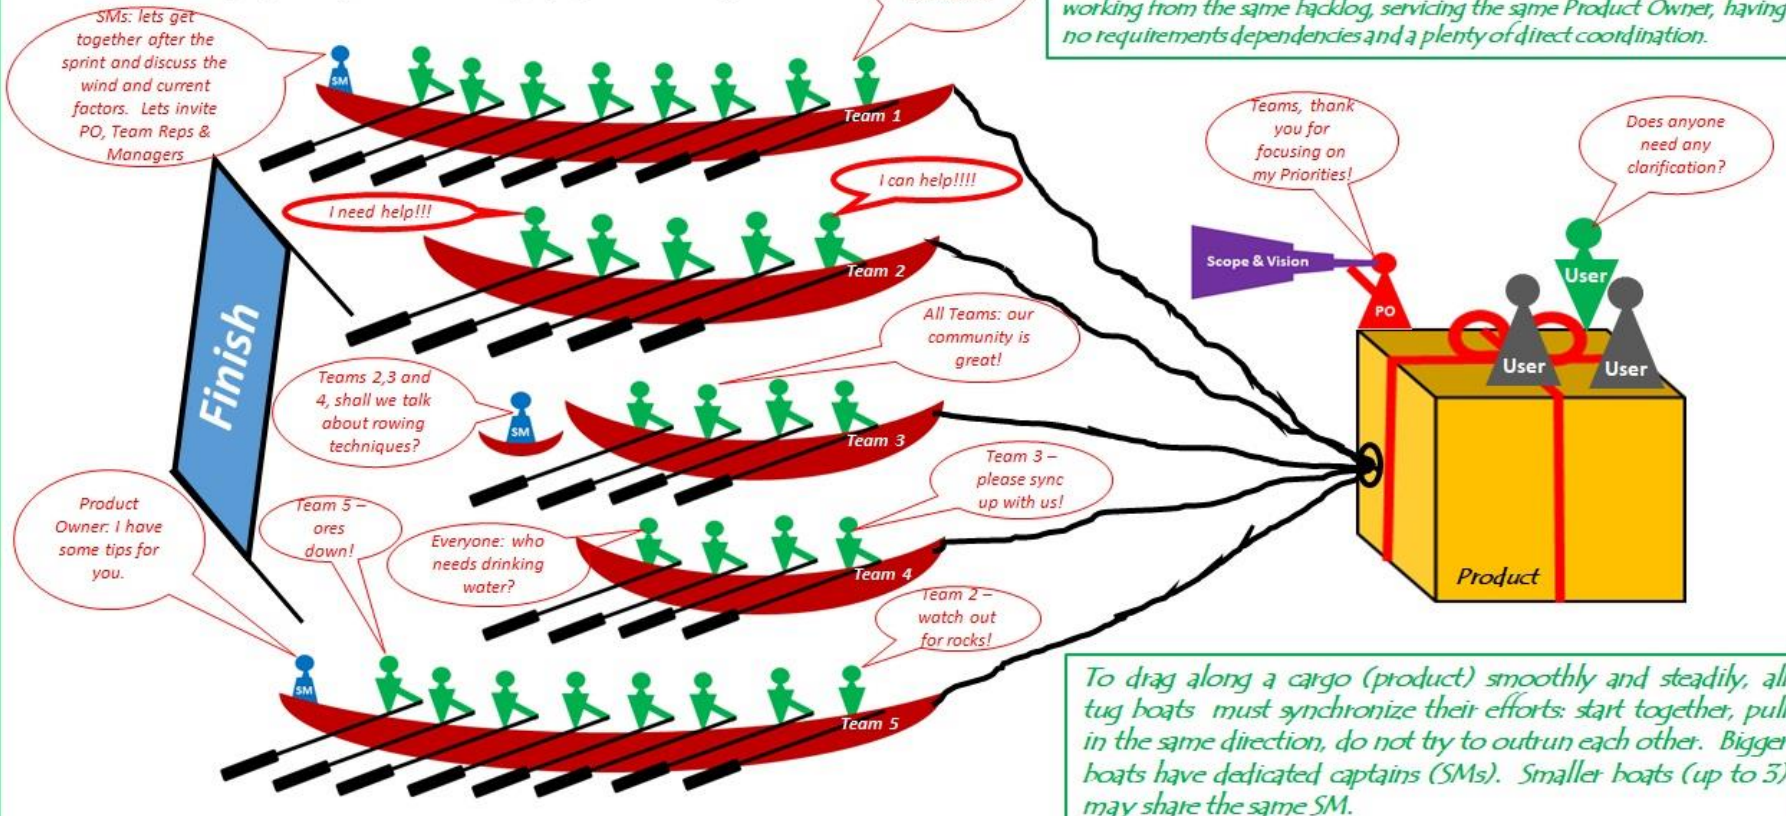 working from the same backlog, servicing the same Product Owner, having
no requirements dependencies and a plenty of direct coordination.
SMs: lets get
together after the
sprint and discuss the
wind and current
factors. Lets invite
PO, Team Reps &
Managers
SM
Team 1
Teams, thank
you for
focusing on
my Priorities!
Does anyone
need any
clarification?
I can help!!!!
I need help!!!
Team 2
Scope & Vision
PO
User
User
User
Finish
All Teams: our
community is
great!
Teams 2,3 and
4, shall we talk
about rowing
techniques?
SM
Team 3
Team 3 –
please sync
up with us!
Product
Owner: I have
some tips for
you.
Team 5 –
ores
down!
Everyone: who
needs drinking
water?
Team 4
Product
Team 2 –
watch out
for rocks!
SM
Team 5
To drag along a cargo (product) smoothly and steadily, all
tug boats must synchronize their efforts: start together, pull
in the same direction, do not try to outrun each other. Bigger
boats have dedicated captains (SMs). Smaller boats (up to 3)
may share the same SM.